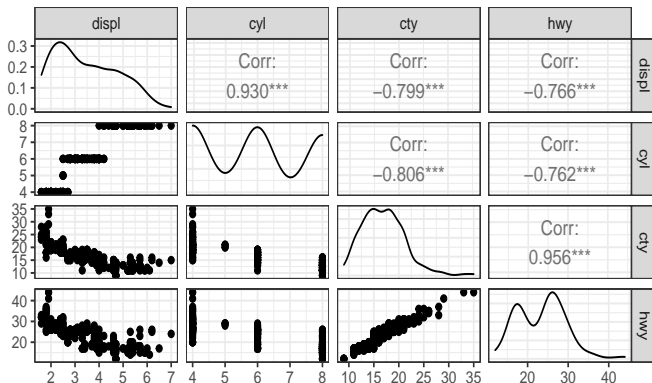 displ cyl cty hwy
0.3
0.2
0.1
0.0
Corr:
0.930***
Corr:
−0.799***
Corr:
−0.766***
displ
8
7
6
5
4
Corr:
−0.806***
Corr:
−0.762***
cyl
35
30
25
20
15
10
Corr:
0.956***
cty
40
30
20
hwy
2 3 4 5 6 7
4 5 6 7 8
10 15 20 25 30 35
20 30 40